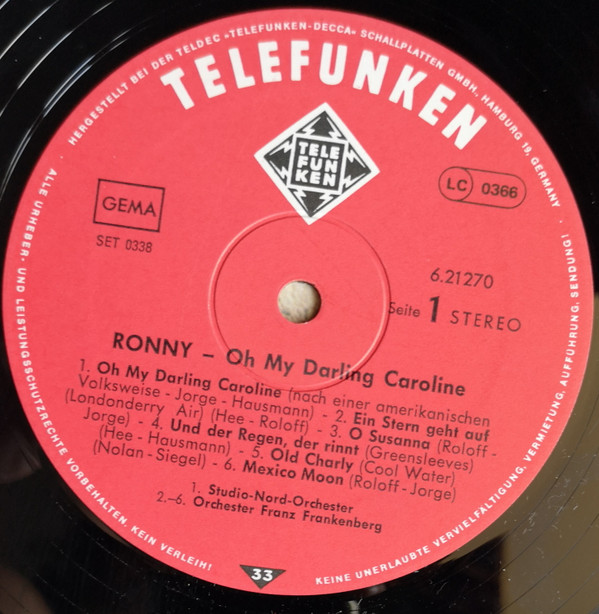 HERGESTELLT BEI DER TELDEC »TELEFUNKEN-DECCA« SCHALLPLATTEN GMBH, HAMBURG 19, GERMANY ·
TELEFUNKEN
TELE
FUN
KEN
GEMA
SET 0338
LC 0366
6.21270
Seite 1 STEREO
RONNY – Oh My Darling Caroline
1. Oh My Darling Caroline (nach einer amerikanischen
Volksweise - Jorge - Hausmann) - 2. Ein Stern geht auf
(Londonderry Air) (Hee - Roloff) - 3. O Susanna (Roloff -
Jorge) - 4. Und der Regen, der rinnt (Greensleeves)
(Hee - Hausmann) - 5. Old Charly (Cool Water)
(Nolan - Siegel) - 6. Mexico Moon (Roloff - Jorge)
1. Studio-Nord-Orchester
2.–6. Orchester Franz Frankenberg
33
ALLE URHEBER- UND LEISTUNGSSCHUTZRECHTE VORBEHALTEN. KEIN VERLEIH!
KEINE UNERLAUBTE VERVIELFÄLTIGUNG, VERMIETUNG, AUFFÜHRUNG, SENDUNG!